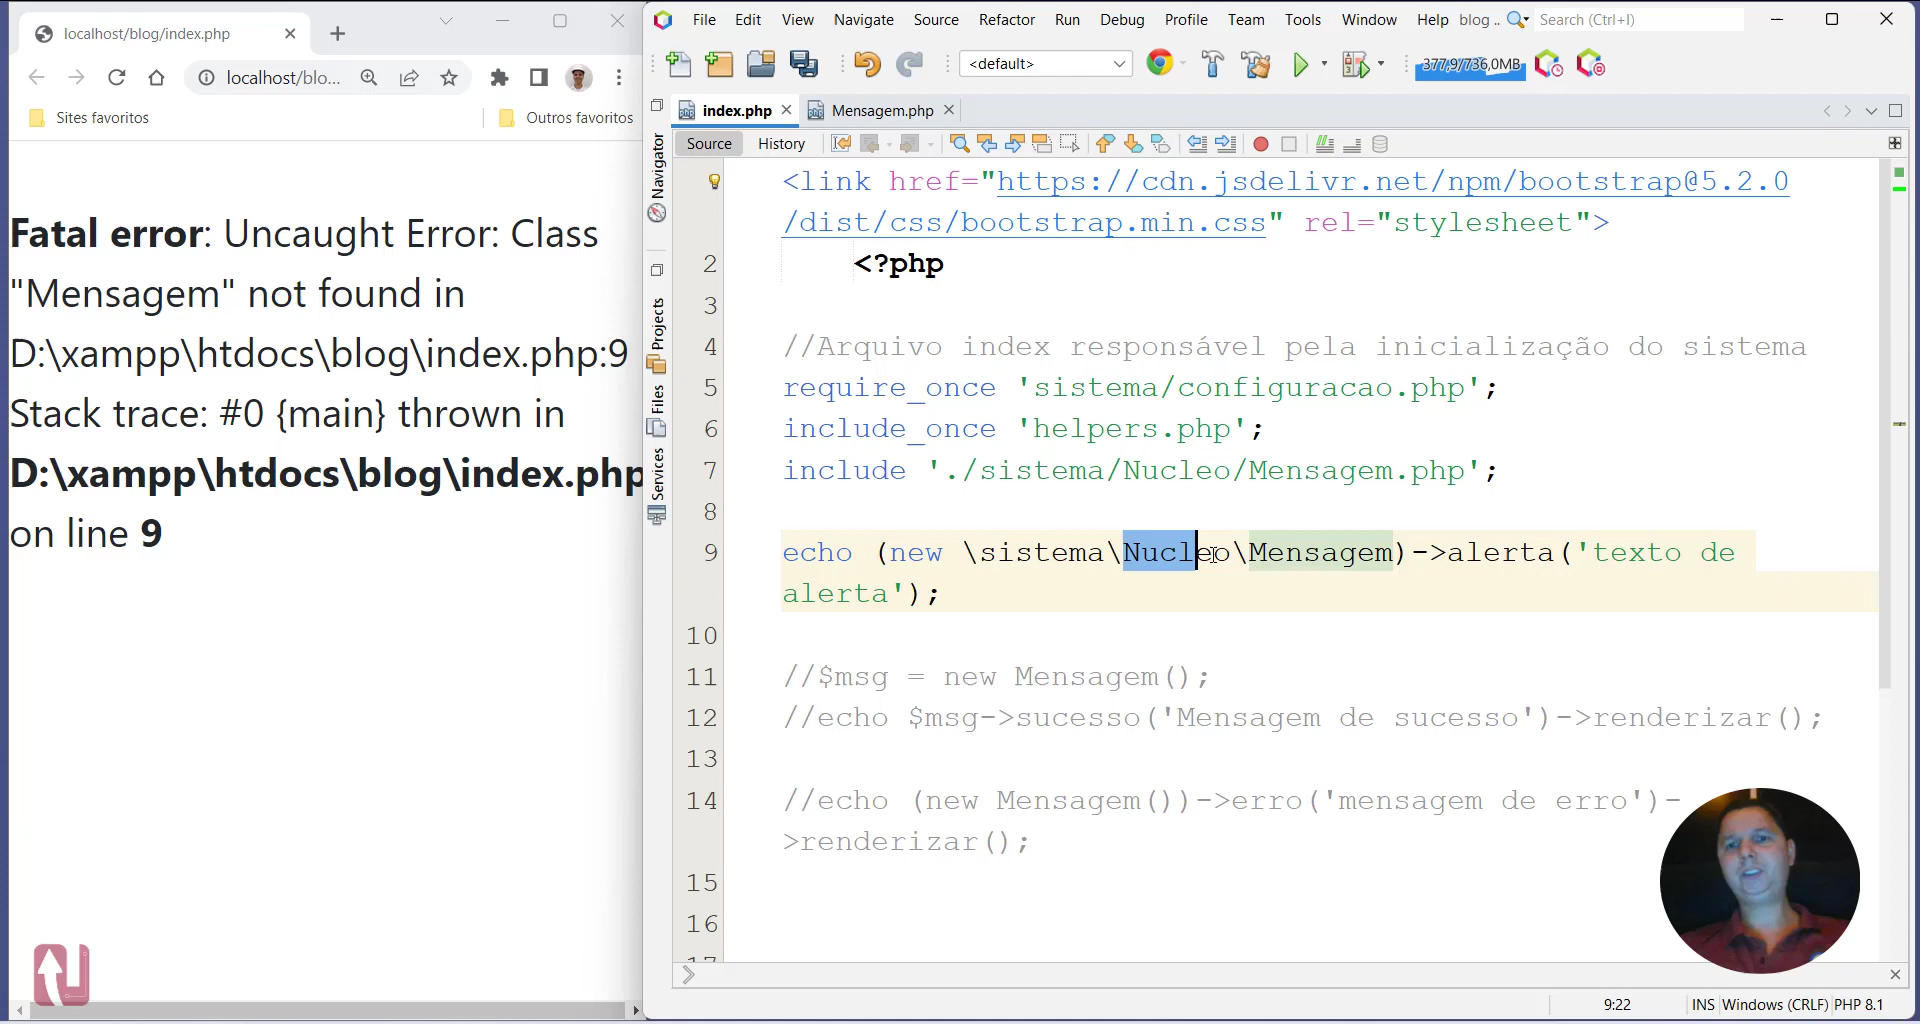 localhost/blog/index.php
localhost/blo...
Sites favoritos
Outros favoritos
Fatal error: Uncaught Error: Class
"Mensagem" not found in
D:\xampp\htdocs\blog\index.php:9
Stack trace: #0 {main} thrown in
D:\xampp\htdocs\blog\index.php
on line 9
File Edit View Navigate Source Refactor Run Debug Profile Team Tools Window Help blog .. Search (Ctrl+I)
<default>
377,9/736,0MB
index.php
Mensagem.php
Source History
Navigator
Projects
Files
Services
<link href="https://cdn.jsdelivr.net/npm/bootstrap@5.2.0
/dist/css/bootstrap.min.css" rel="stylesheet">
2 <?php
3
4 //Arquivo index responsável pela inicialização do sistema
5 require_once 'sistema/configuracao.php';
6 include_once 'helpers.php';
7 include './sistema/Nucleo/Mensagem.php';
8
9 echo (new \sistema\Nucleo\Mensagem)->alerta('texto de
alerta');
10
11 //$msg = new Mensagem();
12 //echo $msg->sucesso('Mensagem de sucesso')->renderizar();
13
14 //echo (new Mensagem())->erro('mensagem de erro')-
>renderizar();
15
16
17
9:22 INS Windows (CRLF) PHP 8.1